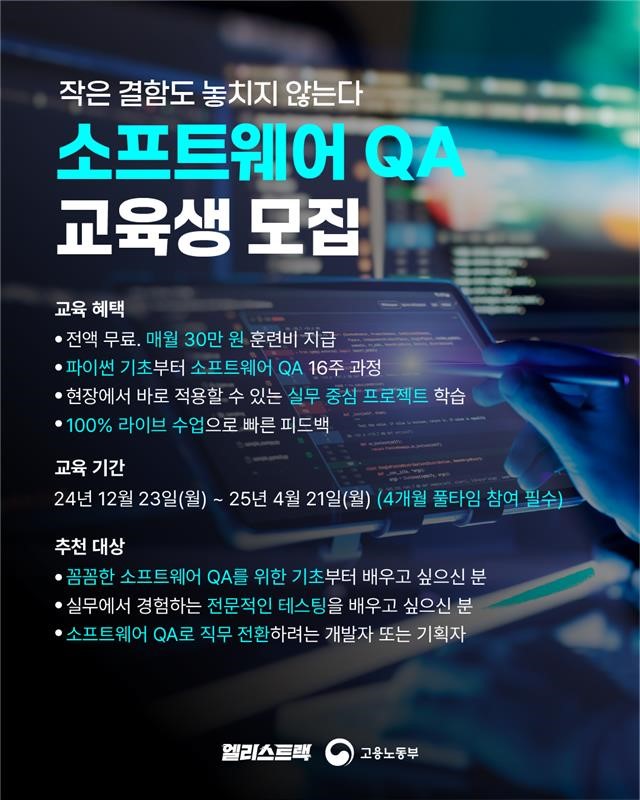 작은 결함도 놓치지 않는다
소프트웨어 QA
교육생 모집
교육 혜택
• 전액 무료. 매월 30만 원 훈련비 지급
• 파이썬 기초부터 소프트웨어 QA 16주 과정
• 현장에서 바로 적용할 수 있는 실무 중심 프로젝트 학습
• 100% 라이브 수업으로 빠른 피드백
교육 기간
24년 12월 23일(월) ~ 25년 4월 21일(월) (4개월 풀타임 참여 필수)
추천 대상
• 꼼꼼한 소프트웨어 QA를 위한 기초부터 배우고 싶으신 분
• 실무에서 경험하는 전문적인 테스팅을 배우고 싶으신 분
• 소프트웨어 QA로 직무 전환하려는 개발자 또는 기획자
엘리스트랙 고용노동부